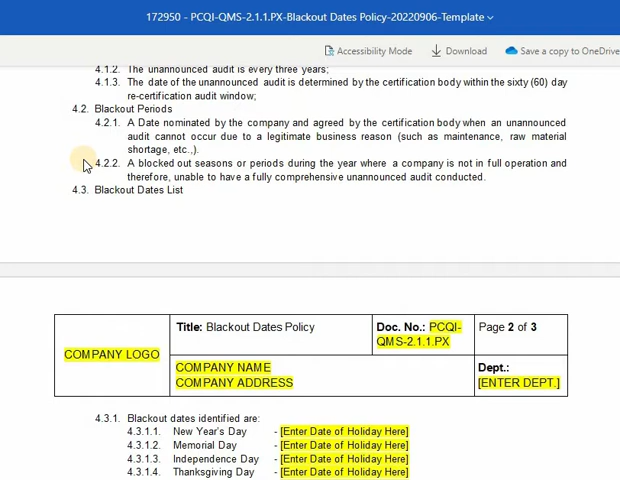 172950 - PCQI-QMS-2.1.1.PX-Blackout Dates Policy-20220906-Template
Accessibility Mode Download Save a copy to OneDrive
4.1.2. The unannounced audit is every three years;
4.1.3. The date of the unannounced audit is determined by the certification body within the sixty (60) day
re-certification audit window;
4.2. Blackout Periods
4.2.1. A Date nominated by the company and agreed by the certification body when an unannounced
audit cannot occur due to a legitimate business reason (such as maintenance, raw material
shortage, etc.,).
4.2.2. A blocked out seasons or periods during the year where a company is not in full operation and
therefore, unable to have a fully comprehensive unannounced audit conducted.
4.3. Blackout Dates List
COMPANY LOGO
Title: Blackout Dates Policy
Doc. No.: PCQI-
QMS-2.1.1.PX
Page 2 of 3
COMPANY NAME
COMPANY ADDRESS
Dept.:
[ENTER DEPT.]
4.3.1. Blackout dates identified are:
4.3.1.1. New Year's Day - [Enter Date of Holiday Here]
4.3.1.2. Memorial Day - [Enter Date of Holiday Here]
4.3.1.3. Independence Day - [Enter Date of Holiday Here]
4.3.1.4. Thanksgiving Day - [Enter Date of Holiday Here]